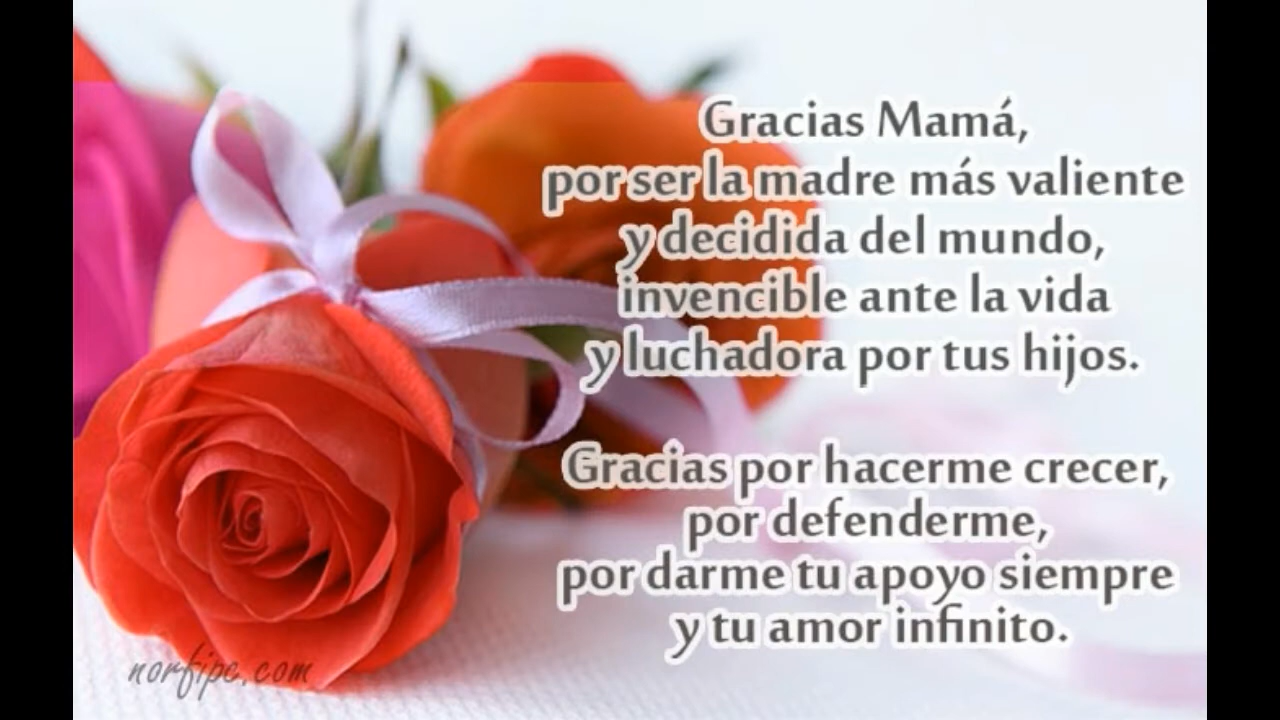 Gracias Mamá,
por ser la madre más valiente
y decidida del mundo,
invencible ante la vida
y luchadora por tus hijos.
Gracias por hacerme crecer,
por defenderme,
por darme tu apoyo siempre
y tu amor infinito.
norfipc.com